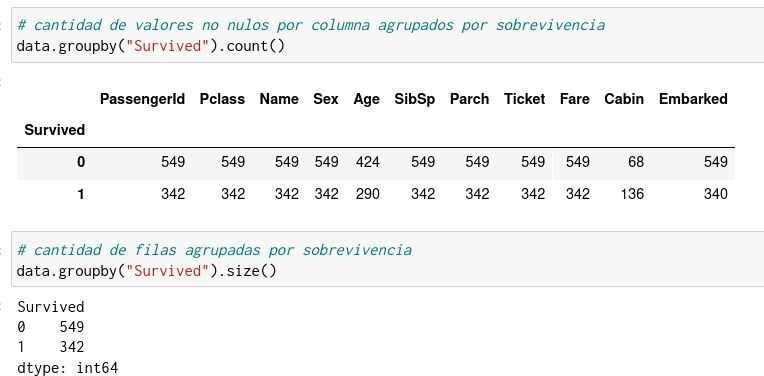 # cantidad de valores no nulos por columna agrupados por sobrevivencia
data.groupby("Survived").count()
PassengerId Pclass Name Sex Age SibSp Parch Ticket Fare Cabin Embarked
Survived
0 549 549 549 549 424 549 549 549 549 68 549
1 342 342 342 342 290 342 342 342 342 136 340
# cantidad de filas agrupadas por sobrevivencia
data.groupby("Survived").size()
Survived
0    549
1    342
dtype: int64